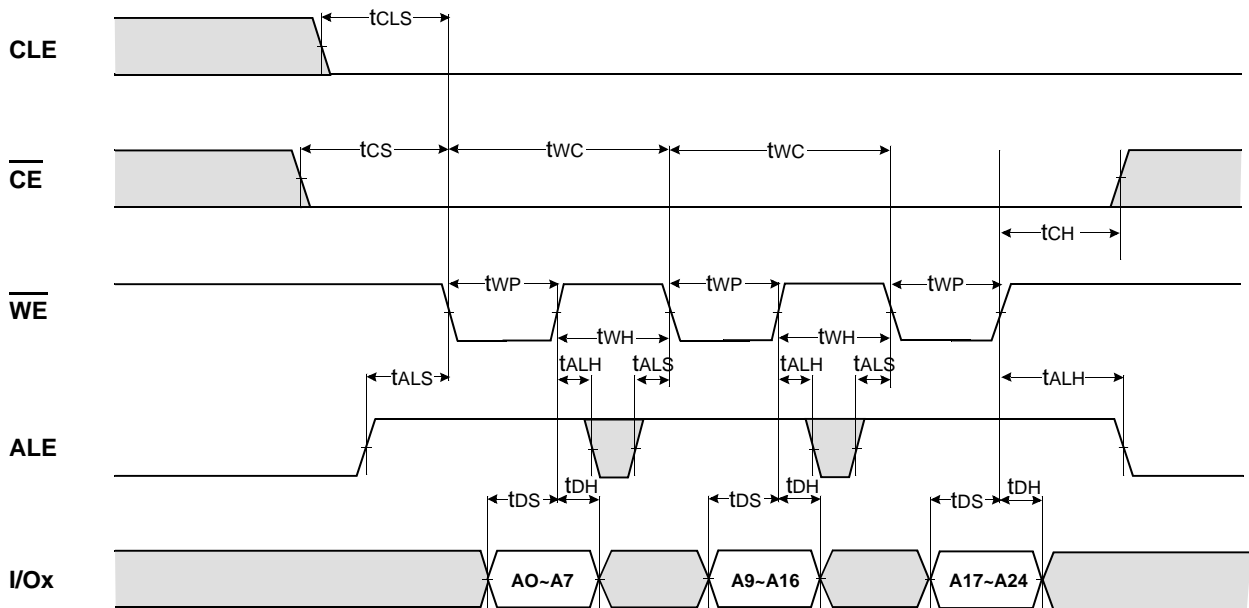 CLE
tCLS
CE
tCS
tWC
tWC
tCH
WE
tWP
tWP
tWP
tWH
tWH
ALE
tALS
tALH
tALS
tALH
tALS
tALH
I/Ox
tDS
tDH
tDS
tDH
tDS
tDH
AO~A7
A9~A16
A17~A24